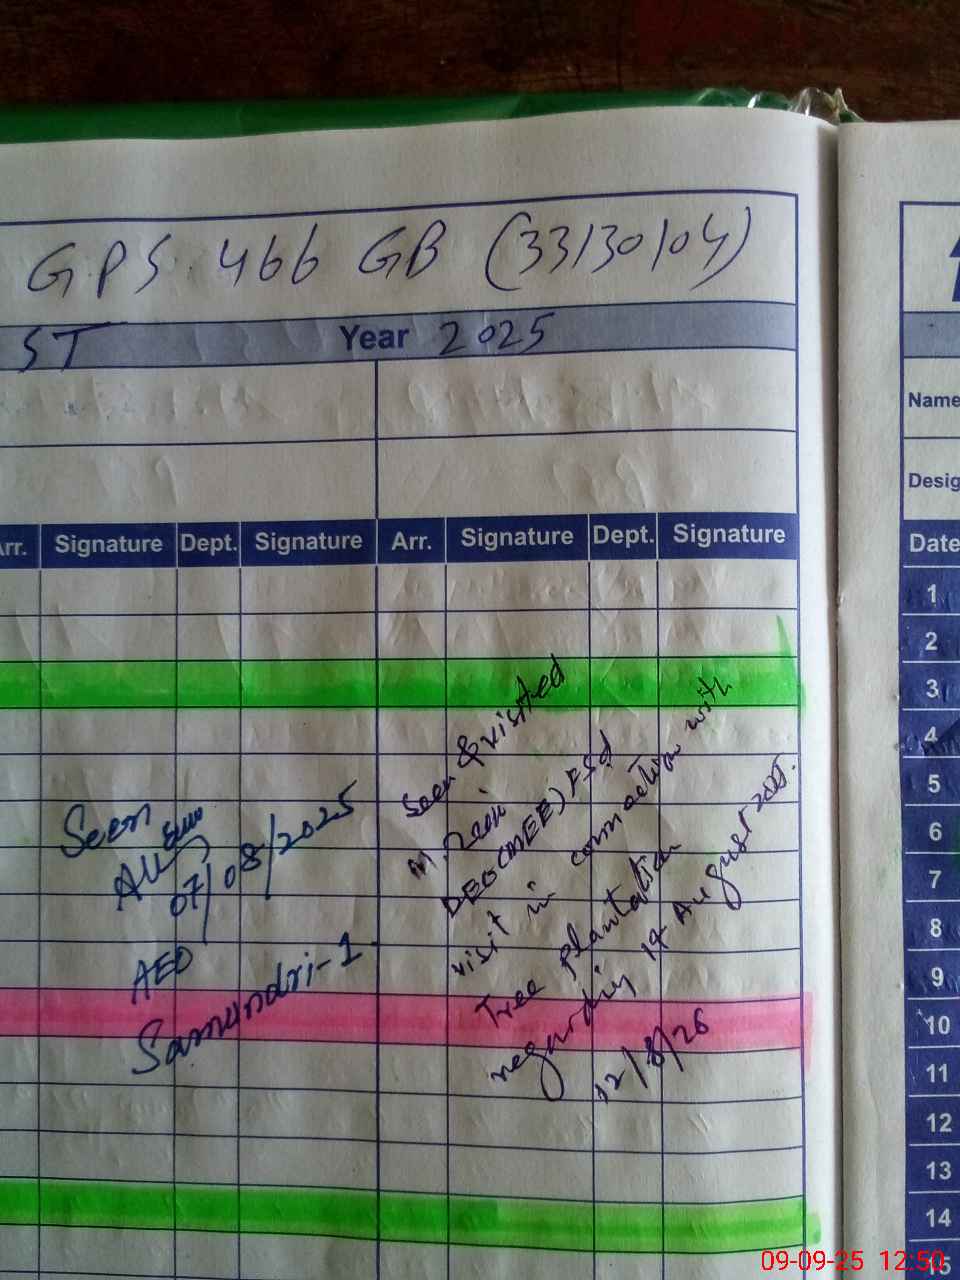 G.P.S. 466 GB (33130104)
ST Year 2025
Name
Desig
Arr. Signature Dept. Signature Arr. Signature Dept. Signature
Date
1
2
3
4
5
6
7
8
9
10
11
12
13
14
15
Seen
07/08/2025
AEO
Samundri-1
Seen & visited
M.
DEO (MEE) FSd
visit in connection with
Tree Plantation
regarding 14 August 2025.
12/8/25
09-09-25 12:50